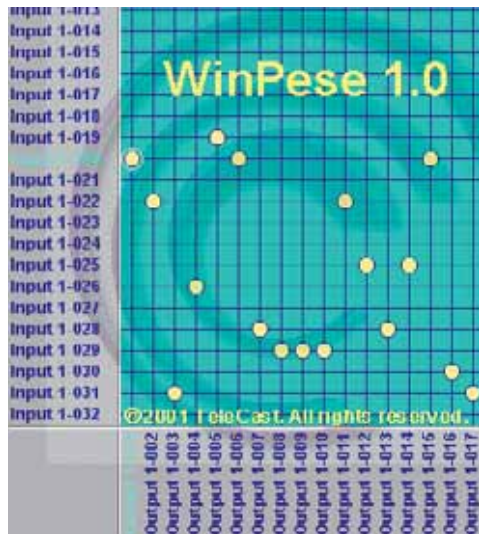 Input 1-013
Input 1-014
Input 1-015
Input 1-016
Input 1-017
Input 1-018
Input 1-019
Input 1-021
Input 1-022
Input 1-023
Input 1-024
Input 1-025
Input 1-026
Input 1 027
Input 1-028
Input 1 029
Input 1 030
Input 1 031
Input 1-032
WinPese 1.0
©2001 TeleCast. All rights reserved.
Output 1-002
Output 1-003
Output 1-004
Output 1-005
Output 1-006
Output 1-007
Output 1-008
Output 1-009
Output 1-010
Output 1-011
Output 1-012
Output 1-013
Output 1-014
Output 1-015
Output 1-016
Output 1-017